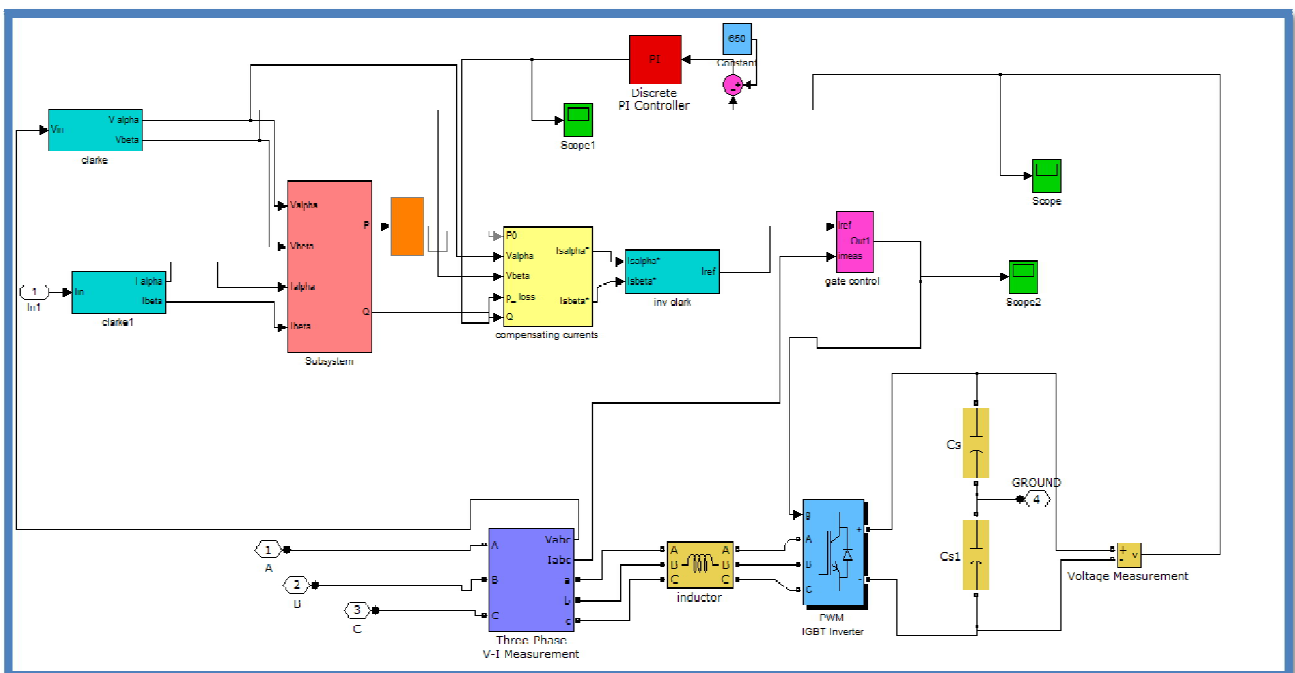 650
Constant
PI
Discrete
PI Controller
Scope1
Vin
V alpha
Vbeta
clarke
Scope
Valpha
Vbeta
Ialpha
Ibeta
P
Q
Subsystem
P0
Valpha
Vbeta
p_loss
Q
Isalpha*
Isbeta*
compensating currents
Isalpha*
Isbeta*
Iref
inv clark
Iref
imeas
Out1
gate control
Scope2
1
In1
Iin
I alpha
Ibeta
clarke1
Cs
GROUND
4
Cs1
+
-
v
Voltage Measurement
1
A
2
B
3
C
A
B
C
Vabc
Iabc
a
b
c
Three-Phase
V-I Measurement
A
B
C
A
B
C
inductor
g
A
B
C
+
-
PWM
IGBT Inverter